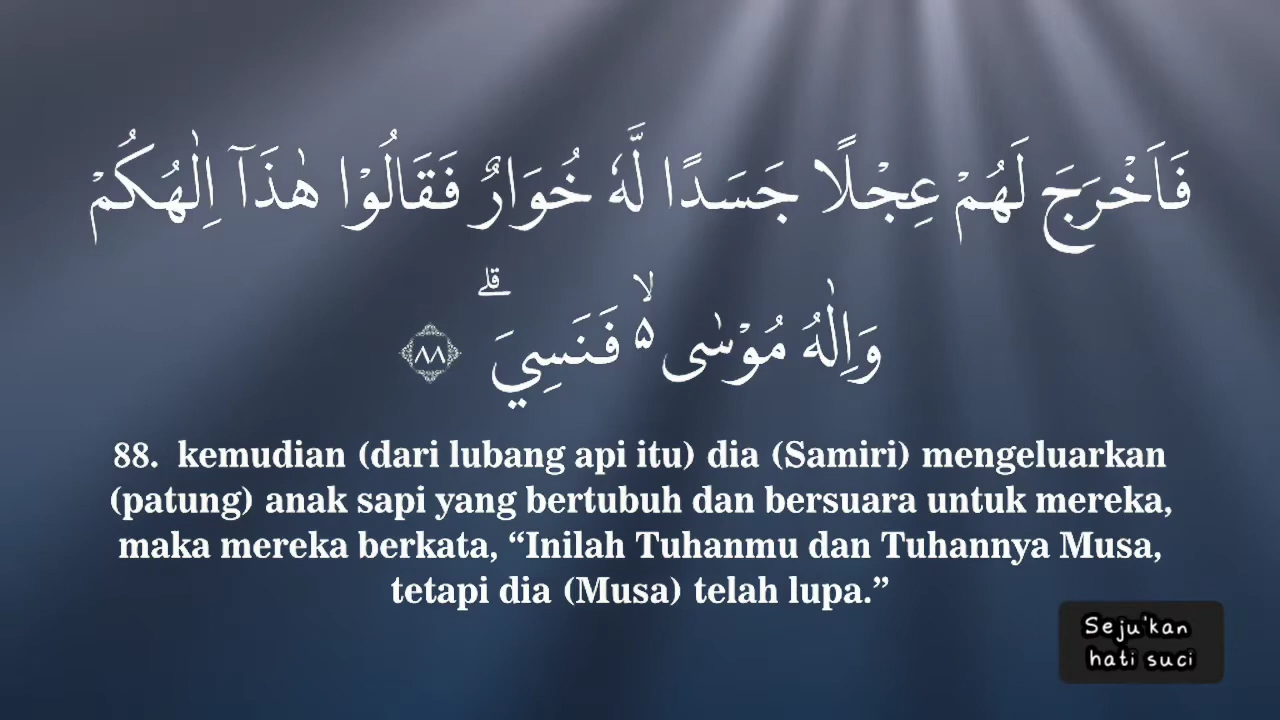 فَاَخْرَجَ لَهُمْ عِجْلًا جَسَدًا لَّهٗ خُوَارٌ فَقَالُوْا هٰذَآ اِلٰهُكُمْ
وَاِلٰهُ مُوْسٰى ەۙ فَنَسِيَ ۗ ٨٨
88. kemudian (dari lubang api itu) dia (Samiri) mengeluarkan
(patung) anak sapi yang bertubuh dan bersuara untuk mereka,
maka mereka berkata, “Inilah Tuhanmu dan Tuhannya Musa,
tetapi dia (Musa) telah lupa.”
Seju'kan
hati suci